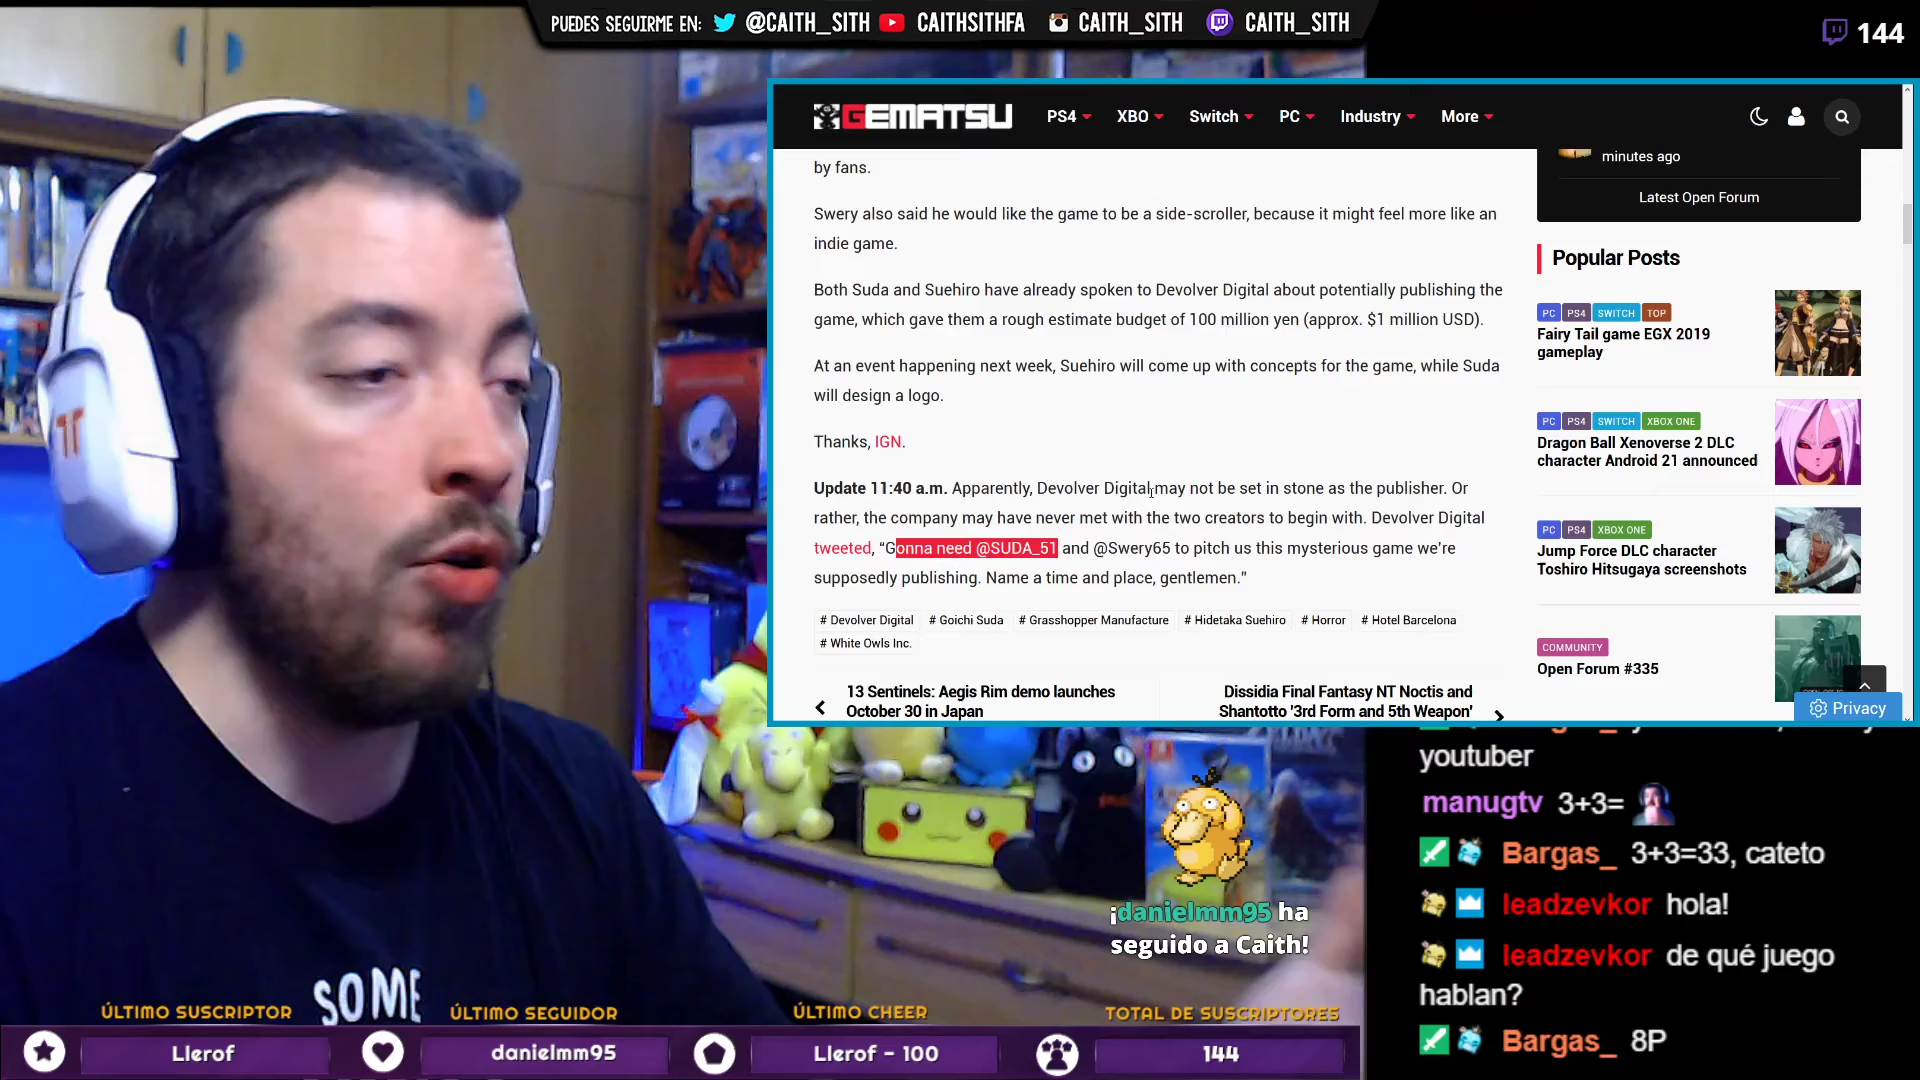 PUEDES SEGUIRME EN: @CAITH_SITH CAITHSITHFA CAITH_SITH CAITH_SITH
144
GEMATSU PS4 XBO Switch PC Industry More
by fans.
Swery also said he would like the game to be a side-scroller, because it might feel more like an
indie game.
Both Suda and Suehiro have already spoken to Devolver Digital about potentially publishing the
game, which gave them a rough estimate budget of 100 million yen (approx. $1 million USD).
At an event happening next week, Suehiro will come up with concepts for the game, while Suda
will design a logo.
Thanks, IGN.
Update 11:40 a.m. Apparently, Devolver Digital may not be set in stone as the publisher. Or
rather, the company may have never met with the two creators to begin with. Devolver Digital
tweeted, “Gonna need @SUDA_51 and @Swery65 to pitch us this mysterious game we’re
supposedly publishing. Name a time and place, gentlemen.”
# Devolver Digital # Goichi Suda # Grasshopper Manufacture # Hidetaka Suehiro # Horror # Hotel Barcelona
# White Owls Inc.
13 Sentinels: Aegis Rim demo launches
October 30 in Japan
Dissidia Final Fantasy NT Noctis and
Shantotto '3rd Form and 5th Weapon'
minutes ago
Latest Open Forum
Popular Posts
PC PS4 SWITCH TOP
Fairy Tail game EGX 2019
gameplay
PC PS4 SWITCH XBOX ONE
Dragon Ball Xenoverse 2 DLC
character Android 21 announced
PC PS4 XBOX ONE
Jump Force DLC character
Toshiro Hitsugaya screenshots
COMMUNITY
Open Forum #335
Privacy
youtuber
manugtv 3+3=
Bargas_ 3+3=33, cateto
leadzevkor hola!
leadzevkor de qué juego
hablan?
Bargas_ 8P
¡danielmm95 ha
seguido a Caith!
SOME
ÚLTIMO SUSCRIPTOR ÚLTIMO SEGUIDOR ÚLTIMO CHEER TOTAL DE SUSCRIPTORES
Llerof danielmm95 Llerof - 100 144